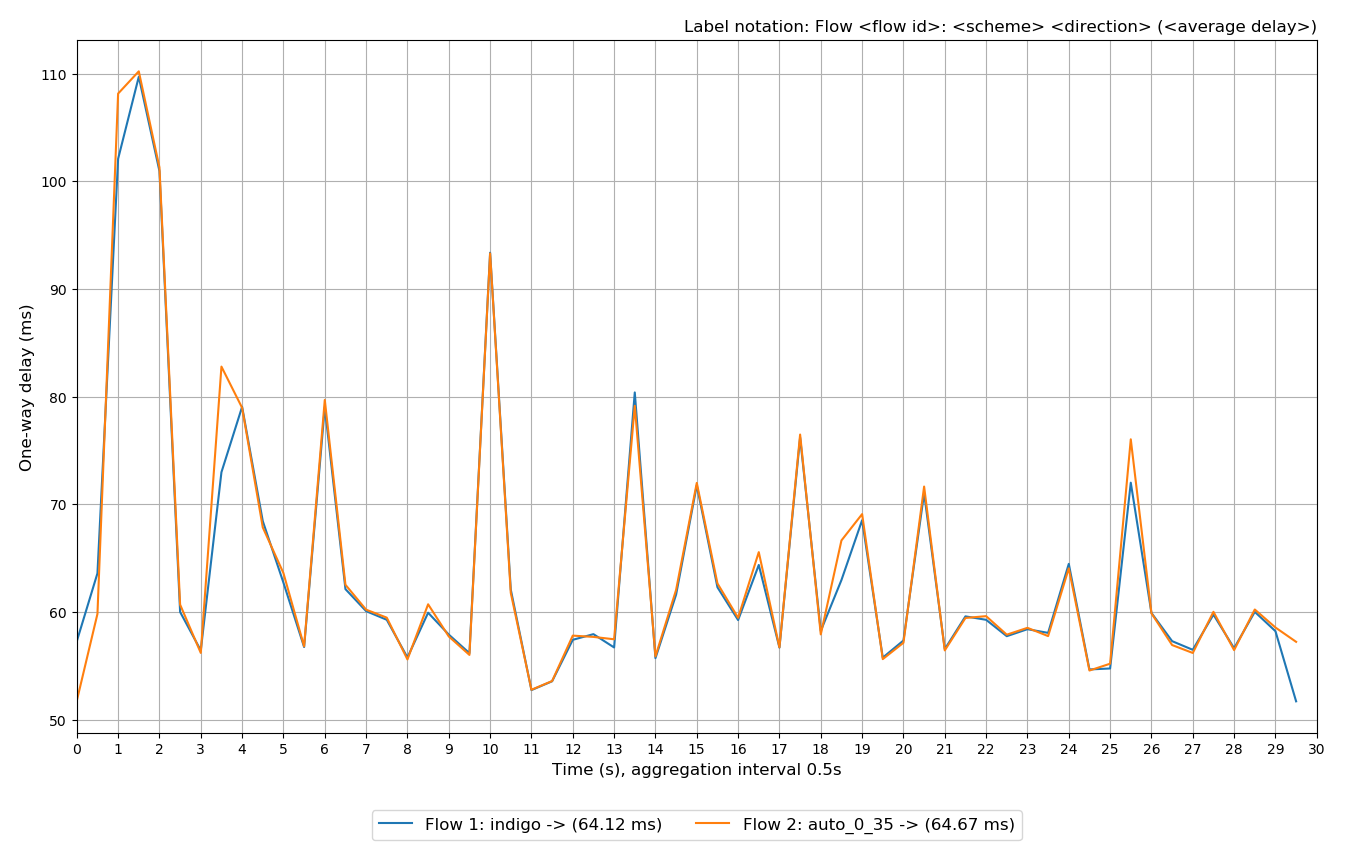 Label notation: Flow <flow id>: <scheme> <direction> (<average delay>)
110
100
90
80
70
60
50
One-way delay (ms)
0 1 2 3 4 5 6 7 8 9 10 11 12 13 14 15 16 17 18 19 20 21 22 23 24 25 26 27 28 29 30
Time (s), aggregation interval 0.5s
Flow 1: indigo -> (64.12 ms) Flow 2: auto_0_35 -> (64.67 ms)